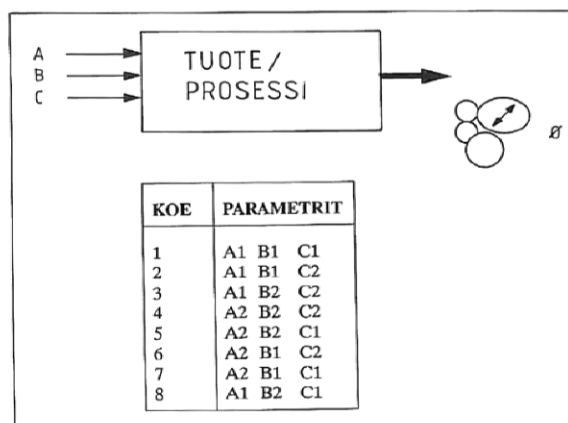 A
B
C
TUOTE/
PROSESSI
Ø
KOE PARAMETRIT
1 A1 B1 C1
2 A1 B1 C2
3 A1 B2 C2
4 A2 B2 C2
5 A2 B2 C1
6 A2 B1 C2
7 A2 B1 C1
8 A1 B2 C1